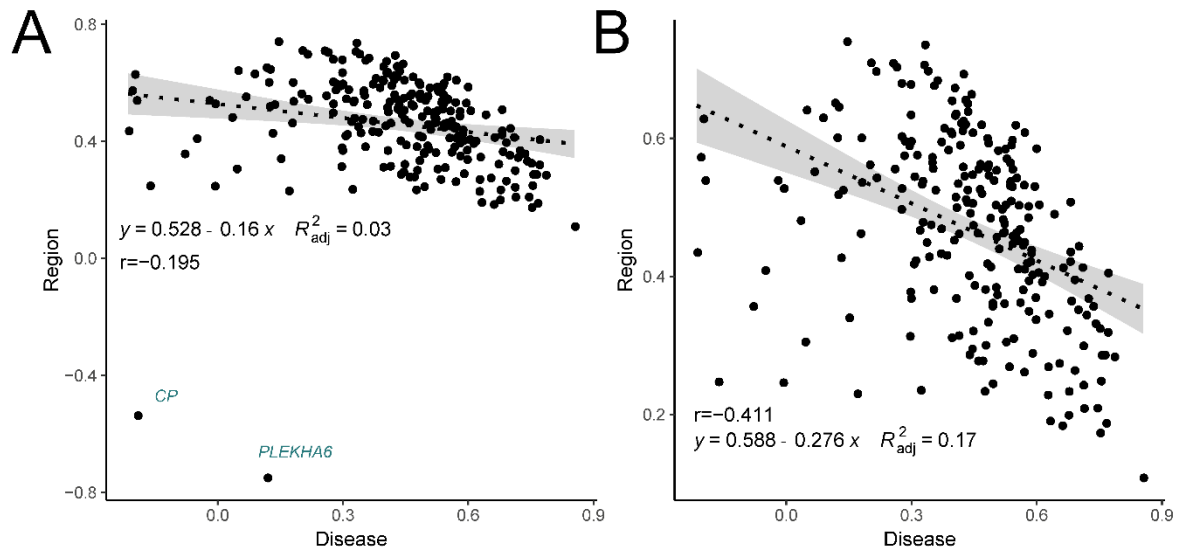 A
0.8
0.4
0.0
−0.4
−0.8
Region
y = 0.528 - 0.16 x R²adj = 0.03
r=−0.195
CP
PLEKHA6
0.0 0.3 0.6 0.9
Disease
B
0.6
0.4
0.2
Region
r=−0.411
y = 0.588 - 0.276 x R²adj = 0.17
0.0 0.3 0.6 0.9
Disease